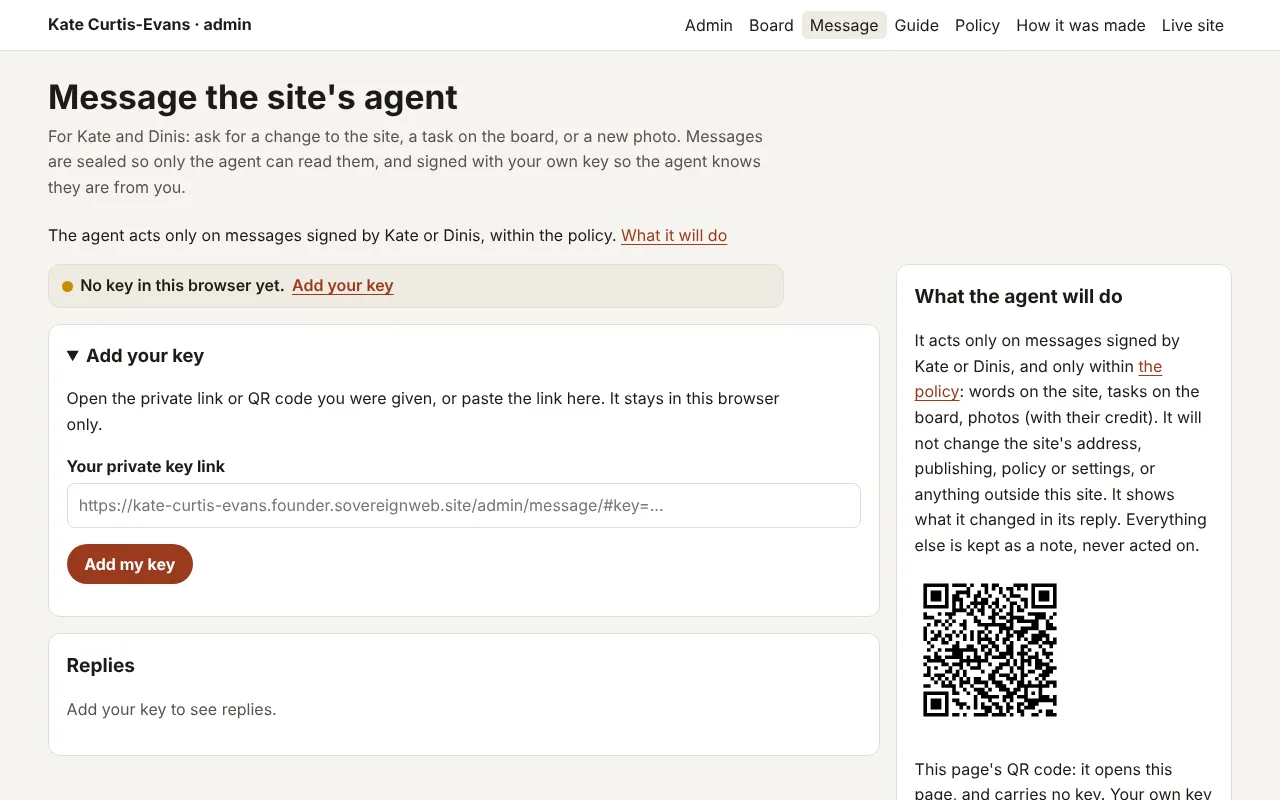 Kate Curtis-Evans · admin
Admin Board Message Guide Policy How it was made Live site
Message the site's agent
For Kate and Dinis: ask for a change to the site, a task on the board, or a new photo. Messages
are sealed so only the agent can read them, and signed with your own key so the agent knows
they are from you.
The agent acts only on messages signed by Kate or Dinis, within the policy. What it will do
No key in this browser yet. Add your key
Add your key
Open the private link or QR code you were given, or paste the link here. It stays in this browser
only.
Your private key link
https://kate-curtis-evans.founder.sovereignweb.site/admin/message/#key=...
Add my key
Replies
Add your key to see replies.
What the agent will do
It acts only on messages signed by
Kate or Dinis, and only within the
policy: words on the site, tasks on the
board, photos (with their credit). It will
not change the site's address,
publishing, policy or settings, or
anything outside this site. It shows
what it changed in its reply. Everything
else is kept as a note, never acted on.
This page's QR code: it opens this
page, and carries no key. Your own key